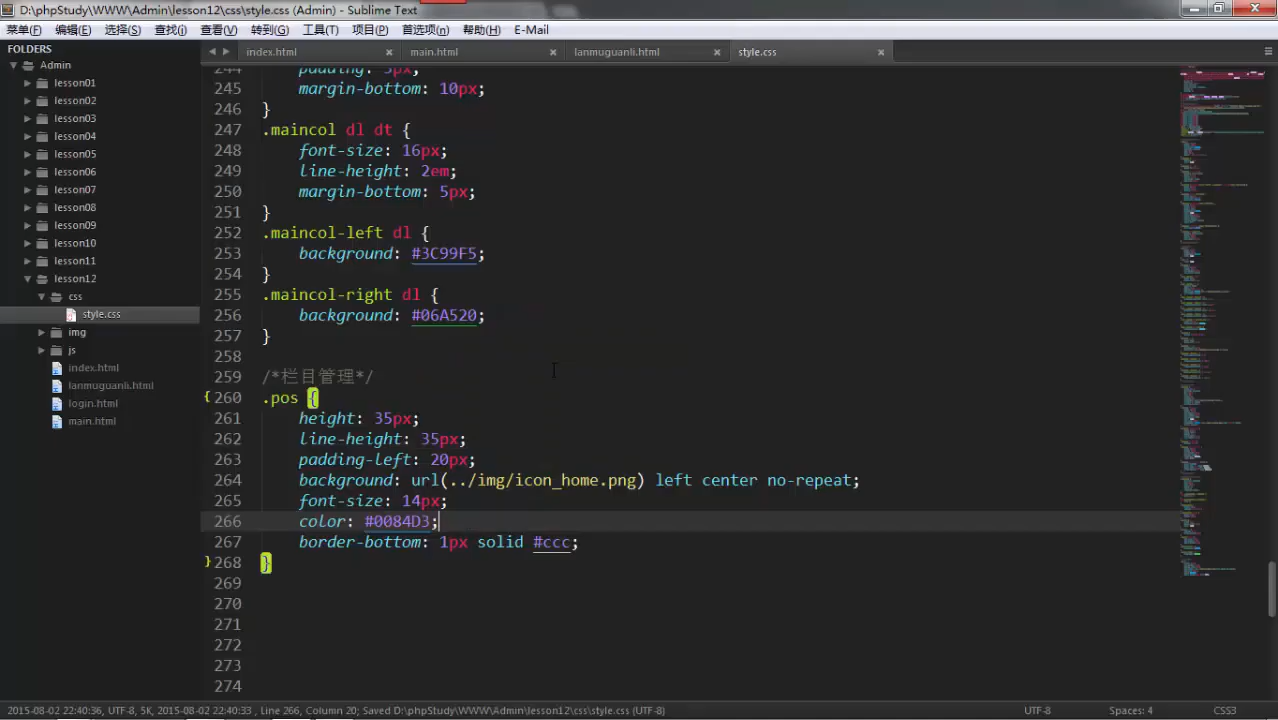 D:\phpStudy\WWW\Admin\lesson12\css\style.css (Admin) - Sublime Text
菜单(F) 编辑(E) 选择(S) 查找(I) 查看(V) 转到(G) 工具(T) 项目(P) 首选项(N) 帮助(H) E-Mail
FOLDERS
Admin
lesson01
lesson02
lesson03
lesson04
lesson05
lesson06
lesson07
lesson08
lesson09
lesson10
lesson11
lesson12
css
style.css
img
js
index.html
lanmuguanli.html
login.html
main.html
index.html × main.html × lanmuguanli.html × style.css ×
244 padding: 5px;
245 margin-bottom: 10px;
246 }
247 .maincol dl dt {
248 font-size: 16px;
249 line-height: 2em;
250 margin-bottom: 5px;
251 }
252 .maincol-left dl {
253 background: #3C99F5;
254 }
255 .maincol-right dl {
256 background: #06A520;
257 }
258
259 /*栏目管理*/
{ 260 .pos {
261 height: 35px;
262 line-height: 35px;
263 padding-left: 20px;
264 background: url(../img/icon_home.png) left center no-repeat;
265 font-size: 14px;
266 color: #0084D3;
267 border-bottom: 1px solid #ccc;
} 268 }
269
270
271
272
273
274
2015-08-02 22:40:36, UTF-8, 5K, 2015-08-02 22:40:33 , Line 266, Column 20; Saved D:\phpStudy\WWW\Admin\lesson12\css\style.css (UTF-8) UTF-8 Spaces: 4 CSS3